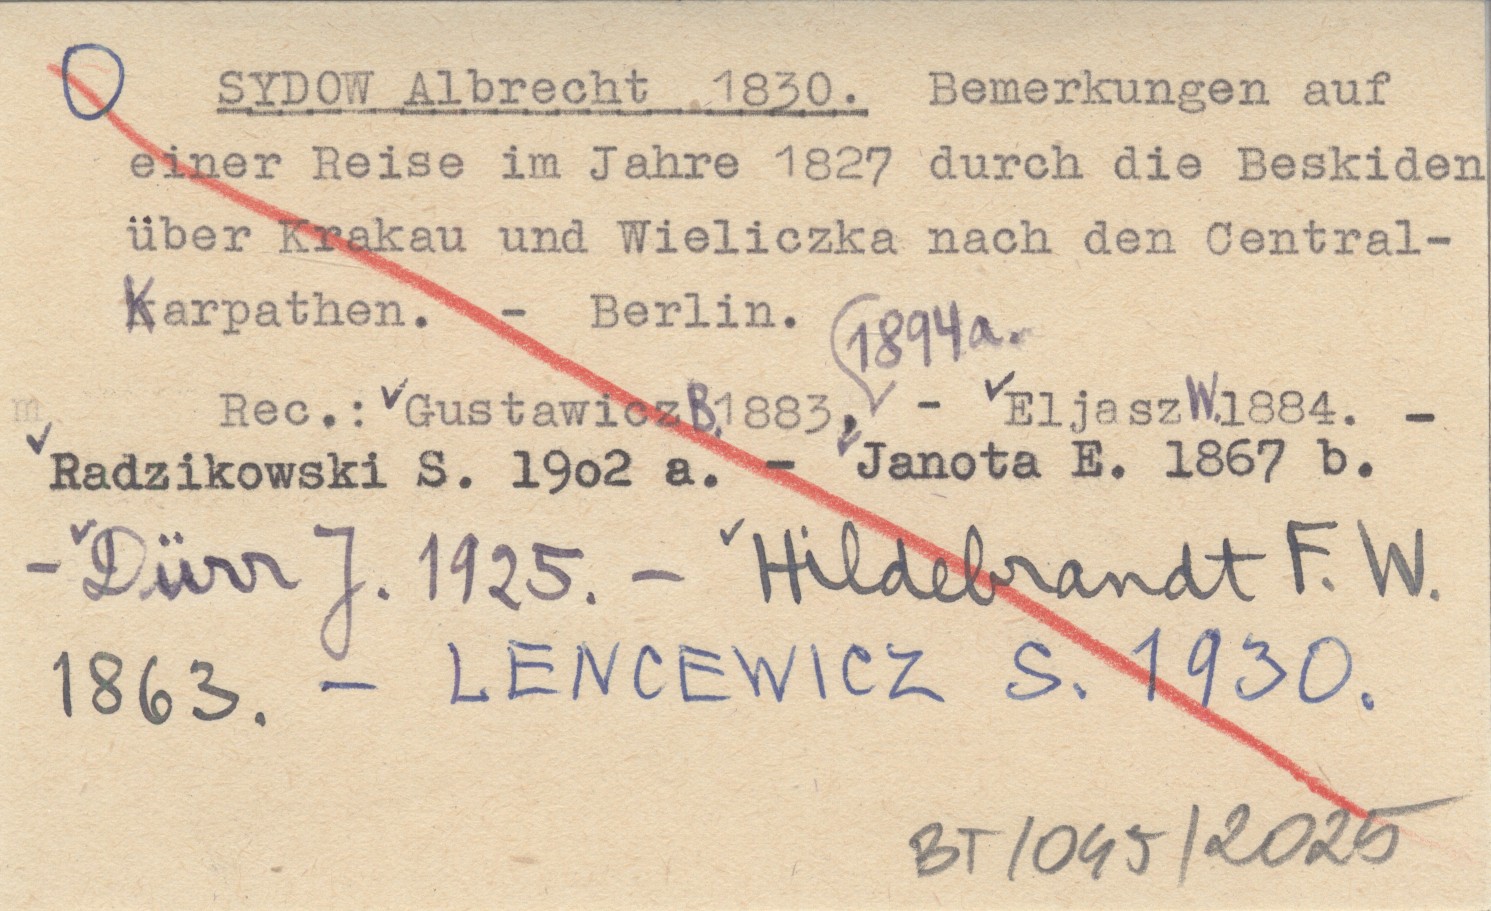 SYDOW Albrecht 1830. Bemerkungen auf
einer Reise im Jahre 1827 durch die Beskiden
über Krakau und Wieliczka nach den Central-
Karpathen. - Berlin.
1894a.
m Rec.: ✓Gustawicz B. 1883, - ✓Eljasz W. 1884. -
✓Radzikowski S. 19o2 a. - ✓Janota E. 1867 b.
- ✓Dürr J. 1925. - ✓Hildebrandt F. W.
1863. - LENCEWICZ S. 1930.
BT/045/2025